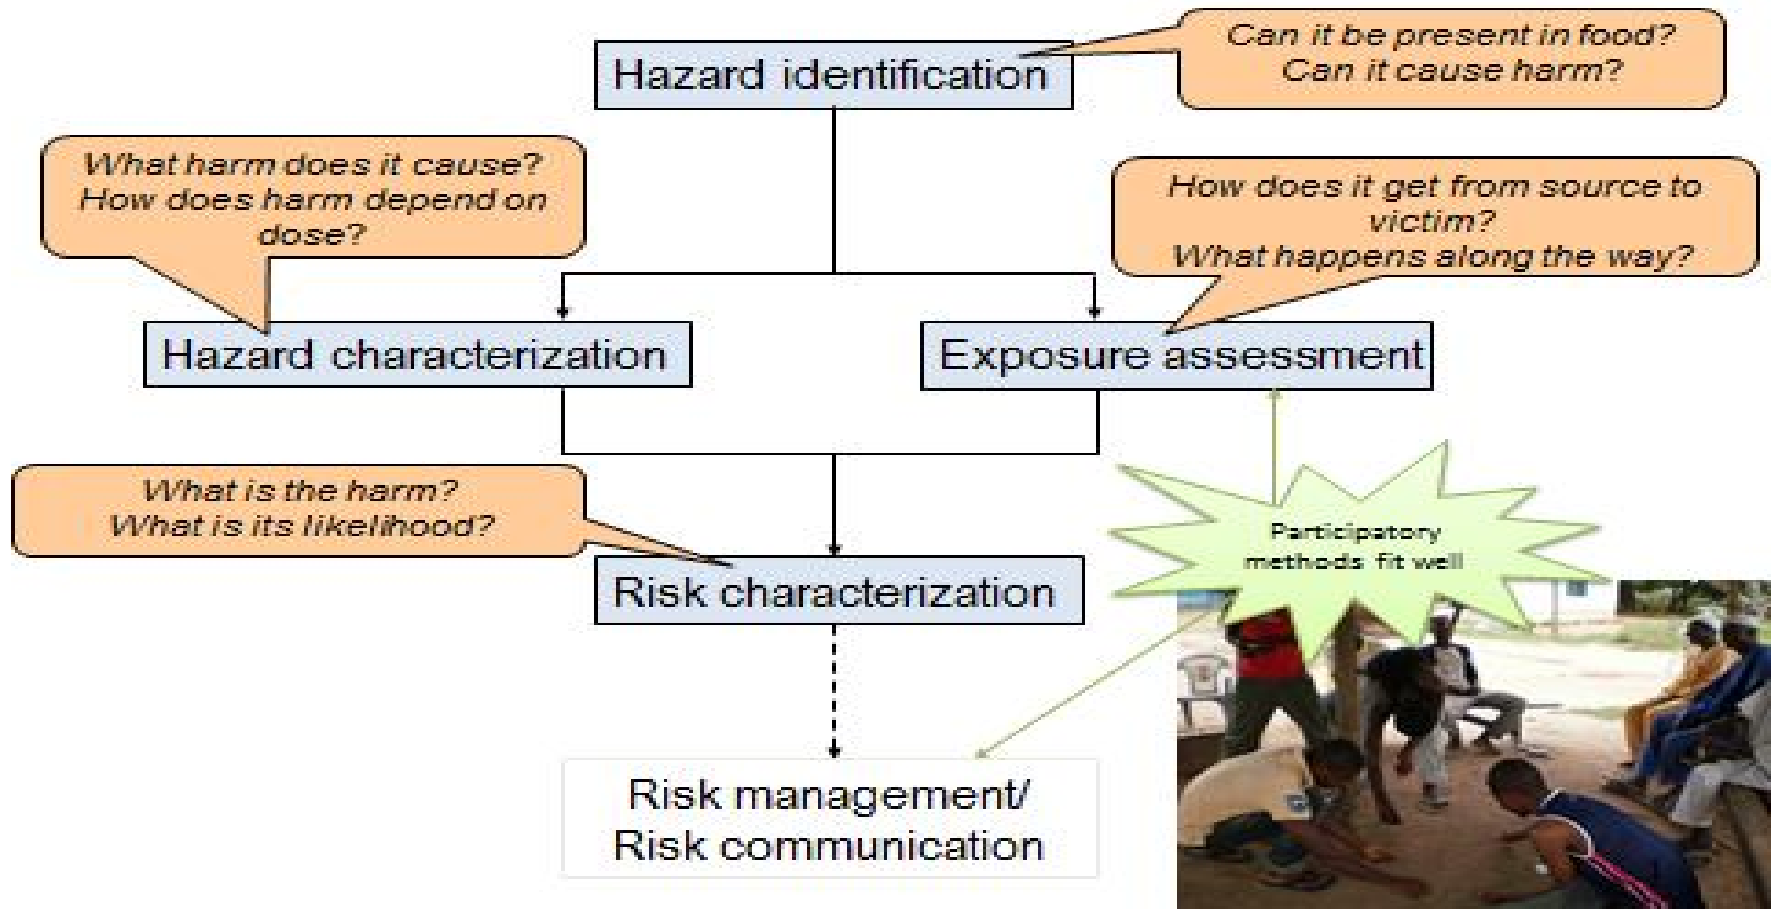 Hazard identification
Can it be present in food?
Can it cause harm?
What harm does it cause?
How does harm depend on
dose?
How does it get from source to
victim?
What happens along the way?
Hazard characterization
Exposure assessment
What is the harm?
What is its likelihood?
Participatory
methods fit well
Risk characterization
Risk management/
Risk communication